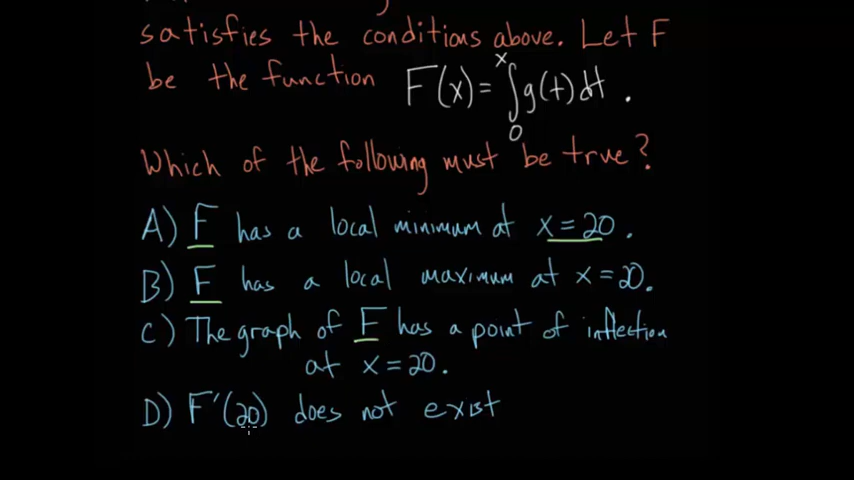 satisfies the conditions above. Let F
be the function F(x) = ∫₀ˣ g(t) dt .
Which of the following must be true?
A) F has a local minimum at x = 20 .
B) F has a local maximum at x = 20.
C) The graph of F has a point of inflection
at x = 20.
D) F'(20) does not exist